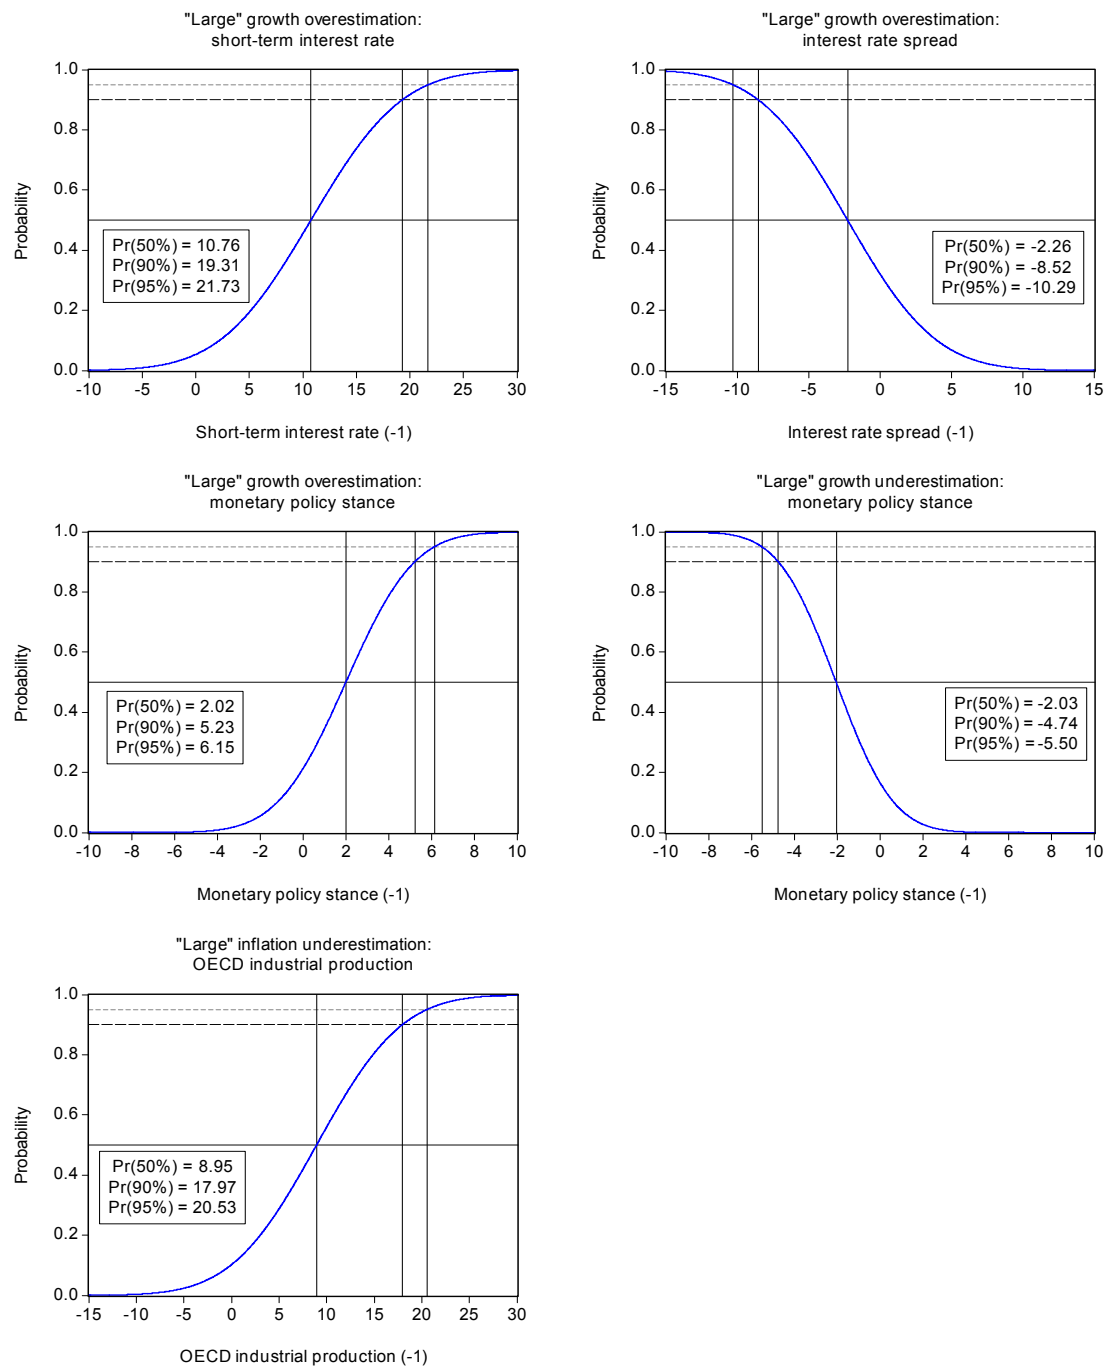 "Large" growth overestimation:
short-term interest rate
1.0
0.8
0.6
0.4
0.2
0.0
Probability
Pr(50%) = 10.76
Pr(90%) = 19.31
Pr(95%) = 21.73
-10 -5 0 5 10 15 20 25 30
Short-term interest rate (-1)
"Large" growth overestimation:
interest rate spread
1.0
0.8
0.6
0.4
0.2
0.0
Probability
Pr(50%) = -2.26
Pr(90%) = -8.52
Pr(95%) = -10.29
-15 -10 -5 0 5 10 15
Interest rate spread (-1)
"Large" growth overestimation:
monetary policy stance
1.0
0.8
0.6
0.4
0.2
0.0
Probability
Pr(50%) = 2.02
Pr(90%) = 5.23
Pr(95%) = 6.15
-10 -8 -6 -4 -2 0 2 4 6 8 10
Monetary policy stance (-1)
"Large" growth underestimation:
monetary policy stance
1.0
0.8
0.6
0.4
0.2
0.0
Probability
Pr(50%) = -2.03
Pr(90%) = -4.74
Pr(95%) = -5.50
-10 -8 -6 -4 -2 0 2 4 6 8 10
Monetary policy stance (-1)
"Large" inflation underestimation:
OECD industrial production
1.0
0.8
0.6
0.4
0.2
0.0
Probability
Pr(50%) = 8.95
Pr(90%) = 17.97
Pr(95%) = 20.53
-15 -10 -5 0 5 10 15 20 25 30
OECD industrial production (-1)